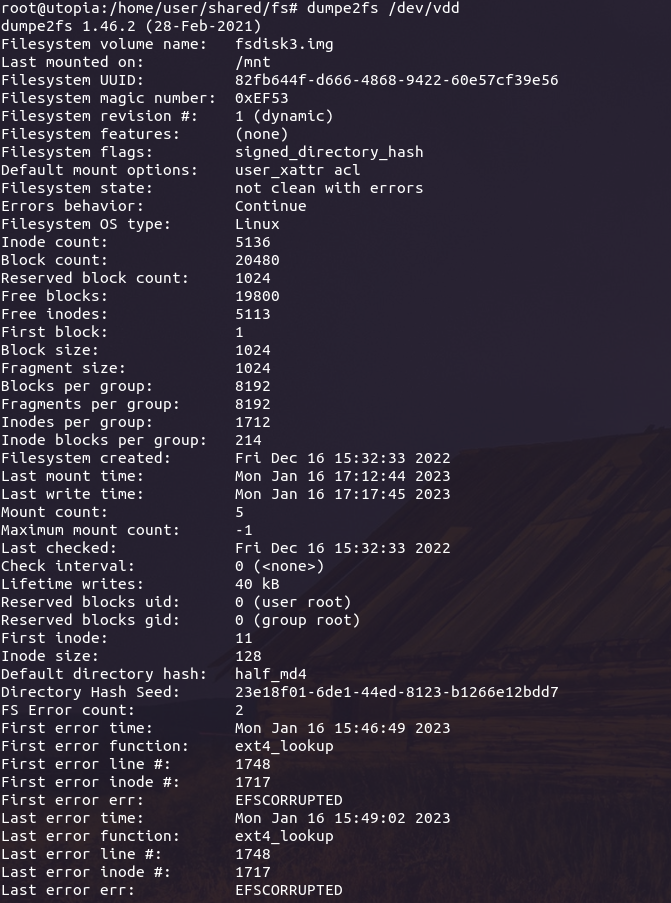 root@utopia:/home/user/shared/fs# dumpe2fs /dev/vdd
dumpe2fs 1.46.2 (28-Feb-2021)
Filesystem volume name:   fsdisk3.img
Last mounted on:          /mnt
Filesystem UUID:          82fb644f-d666-4868-9422-60e57cf39e56
Filesystem magic number:  0xEF53
Filesystem revision #:    1 (dynamic)
Filesystem features:      (none)
Filesystem flags:         signed_directory_hash
Default mount options:    user_xattr acl
Filesystem state:         not clean with errors
Errors behavior:          Continue
Filesystem OS type:       Linux
Inode count:              5136
Block count:              20480
Reserved block count:     1024
Free blocks:              19800
Free inodes:              5113
First block:              1
Block size:               1024
Fragment size:            1024
Blocks per group:         8192
Fragments per group:      8192
Inodes per group:         1712
Inode blocks per group:   214
Filesystem created:       Fri Dec 16 15:32:33 2022
Last mount time:          Mon Jan 16 17:12:44 2023
Last write time:          Mon Jan 16 17:17:45 2023
Mount count:              5
Maximum mount count:      -1
Last checked:             Fri Dec 16 15:32:33 2022
Check interval:           0 (<none>)
Lifetime writes:          40 kB
Reserved blocks uid:      0 (user root)
Reserved blocks gid:      0 (group root)
First inode:              11
Inode size:               128
Default directory hash:   half_md4
Directory Hash Seed:      23e18f01-6de1-44ed-8123-b1266e12bdd7
FS Error count:           2
First error time:         Mon Jan 16 15:46:49 2023
First error function:     ext4_lookup
First error line #:       1748
First error inode #:      1717
First error err:          EFSCORRUPTED
Last error time:          Mon Jan 16 15:49:02 2023
Last error function:      ext4_lookup
Last error line #:        1748
Last error inode #:       1717
Last error err:           EFSCORRUPTED